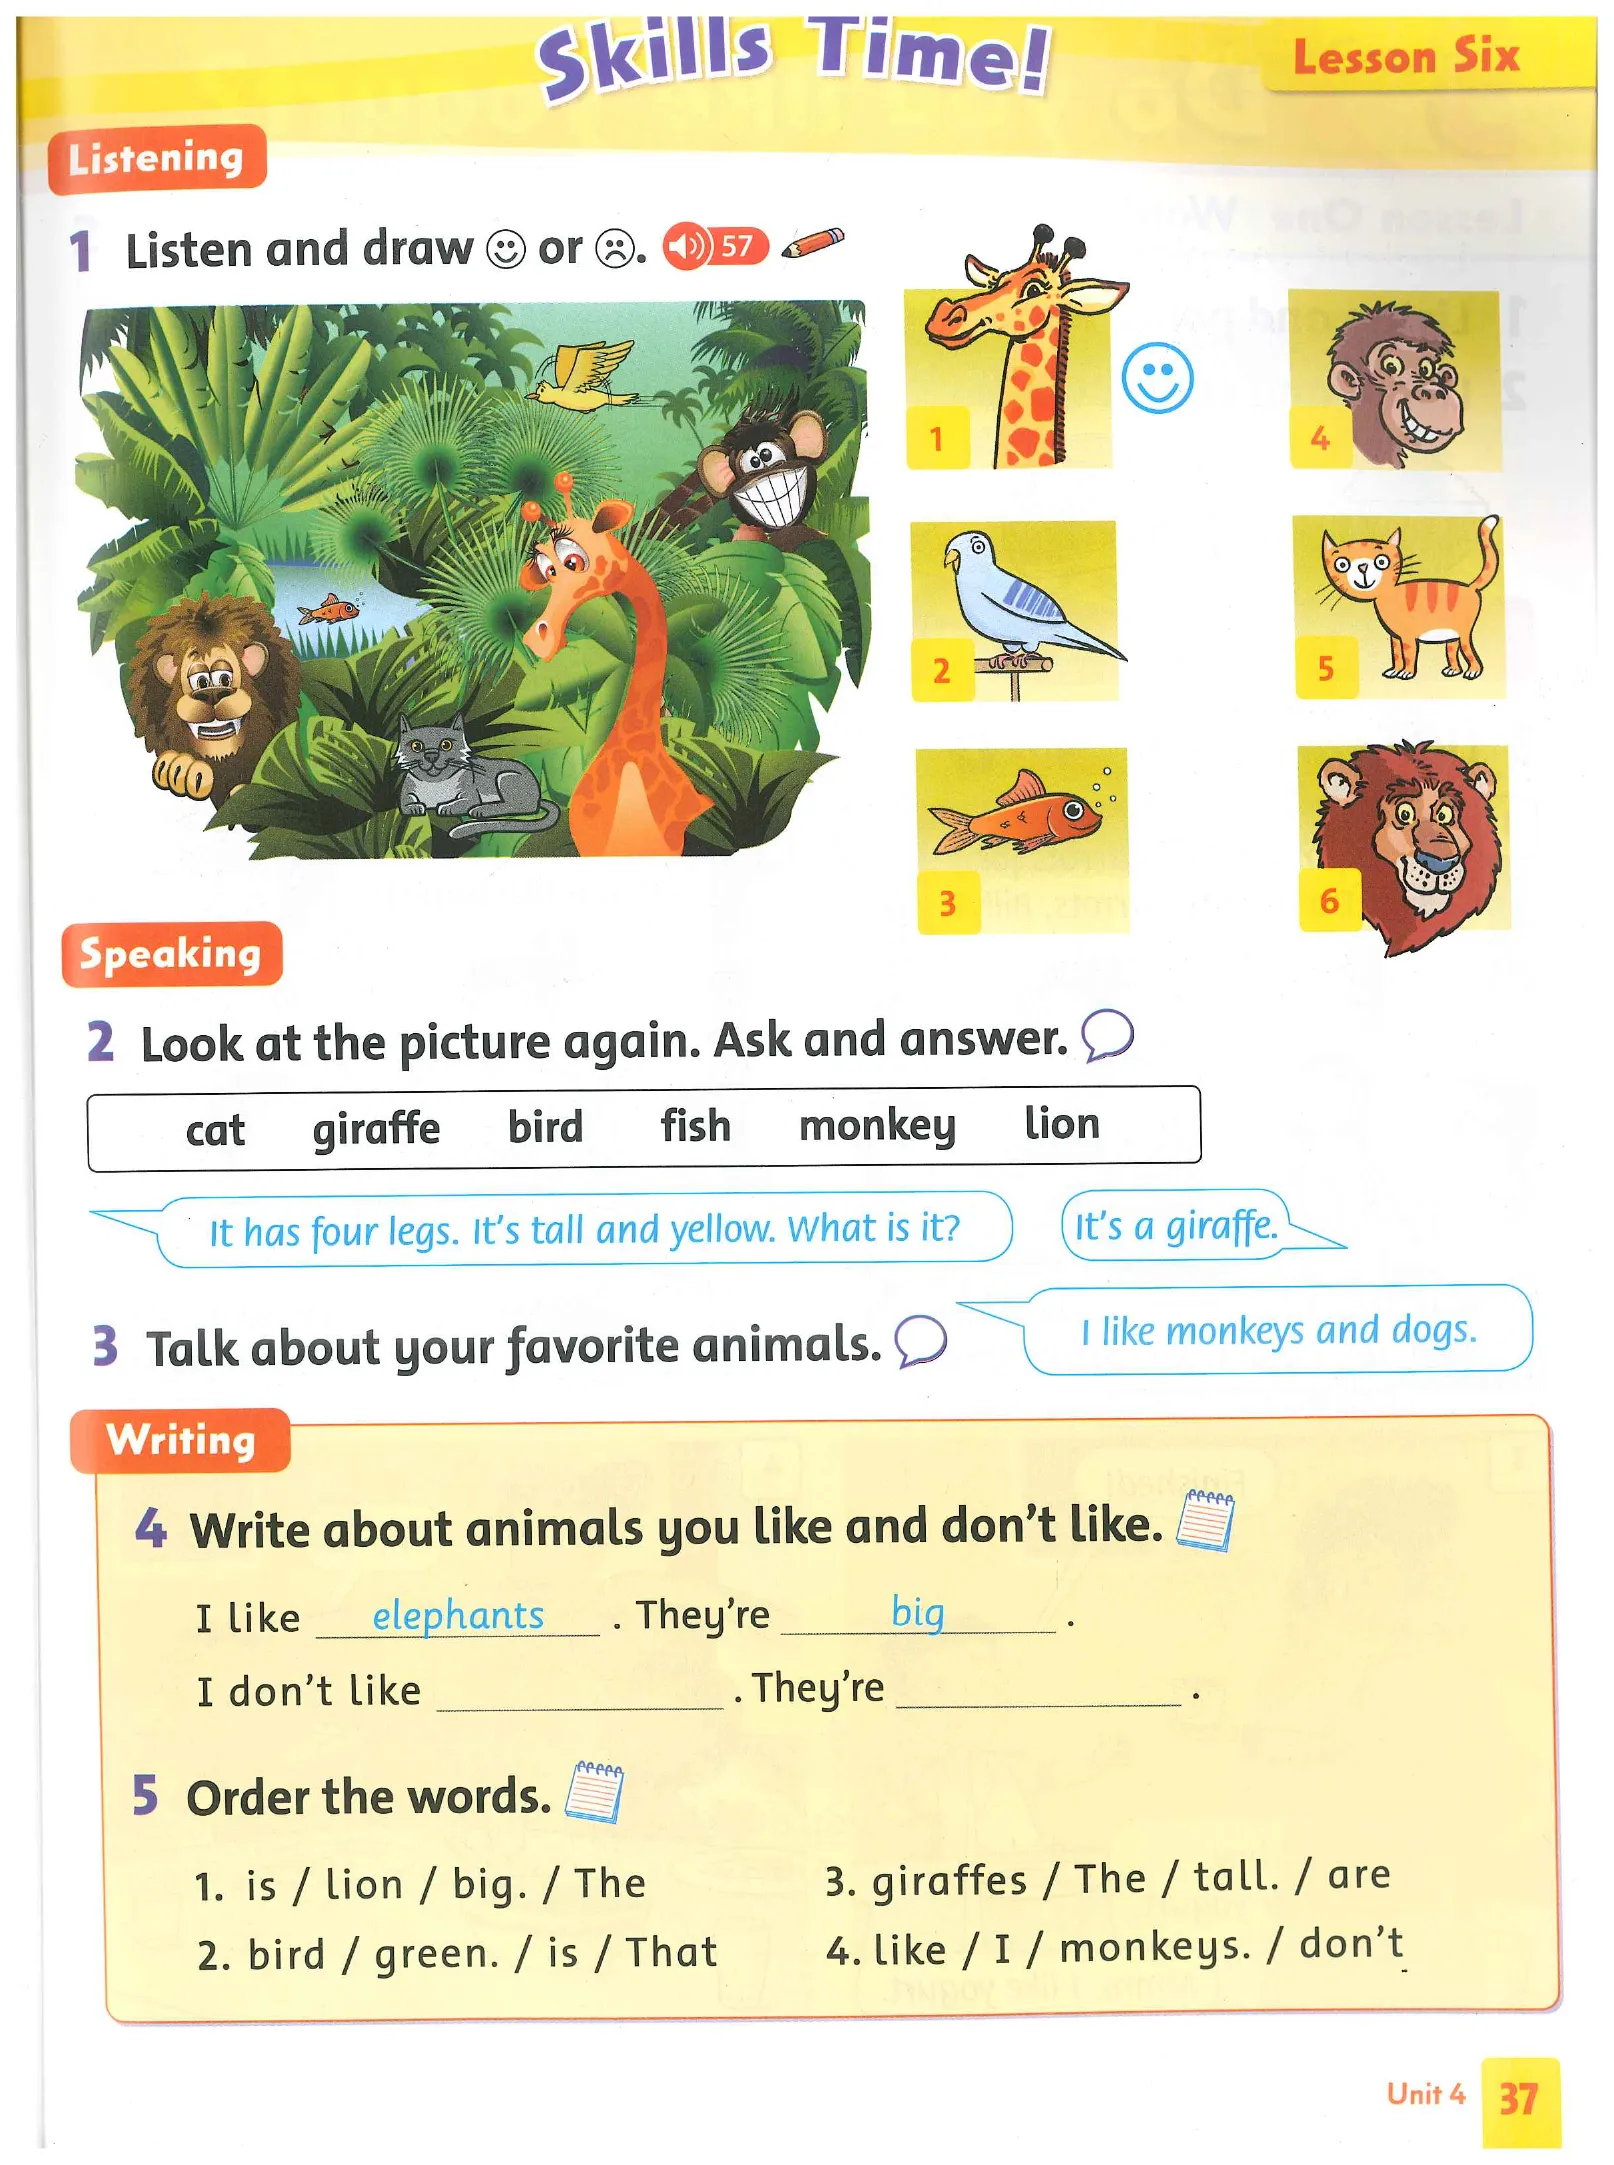 Skills Time!
Lesson Six
Listening
1 Listen and draw ☺ or ☹. 57
1
4
2
5
3
6
Speaking
2 Look at the picture again. Ask and answer.
cat giraffe bird fish monkey lion
It has four legs. It's tall and yellow. What is it?
It's a giraffe.
3 Talk about your favorite animals.
I like monkeys and dogs.
Writing
4 Write about animals you like and don't like.
I like elephants. They're big.
I don't like ____________. They're ____________.
5 Order the words.
1. is / lion / big. / The
2. bird / green. / is / That
3. giraffes / The / tall. / are
4. like / I / monkeys. / don't
Unit 4 37